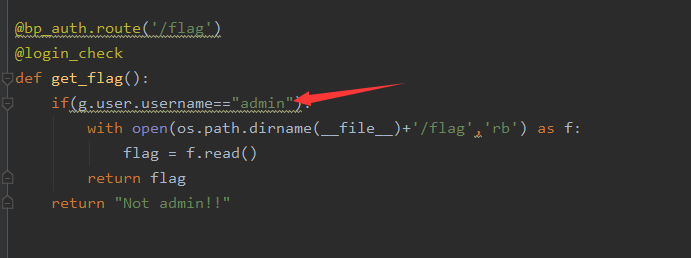 @bp_auth.route('/flag')
@login_check
def get_flag():
if(g.user.username=="admin"):
with open(os.path.dirname(__file__)+'/flag','rb') as f:
flag = f.read()
return flag
return "Not admin!!"